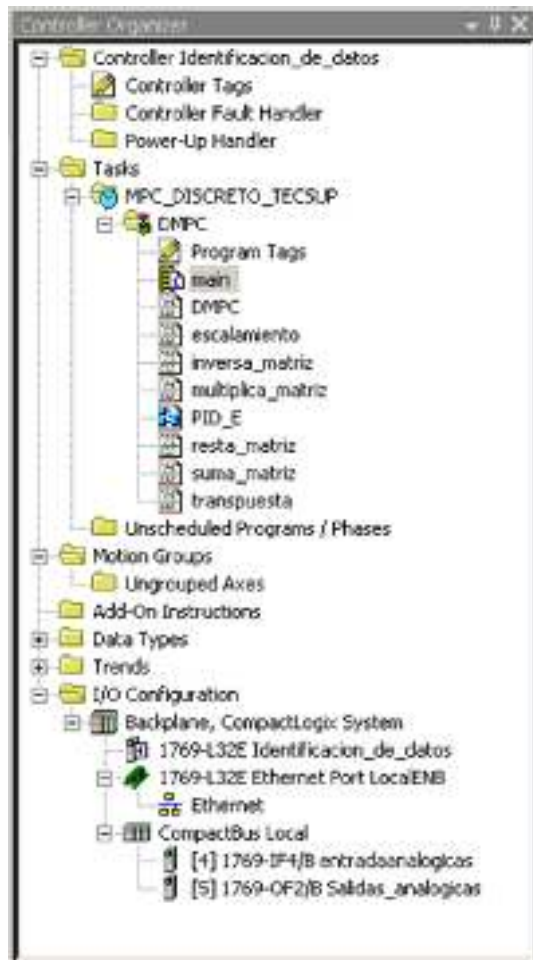 Controller Organizer
Controller Identificacion_de_datos
Controller Tags
Controller Fault Handler
Power-Up Handler
Tasks
MPC_DISCRETO_TECSUP
DMPC
Program Tags
main
DMPC
escalamiento
inversa_matriz
multiplica_matriz
PID_E
resta_matriz
suma_matriz
transpuesta
Unscheduled Programs / Phases
Motion Groups
Ungrouped Axes
Add-On Instructions
Data Types
Trends
I/O Configuration
Backplane, CompactLogix System
1769-L32E Identificacion_de_datos
1769-L32E Ethernet Port LocalENB
Ethernet
CompactBus Local
[4] 1769-IF4/B entradaanalogicas
[5] 1769-OF2/B Salidas_analogicas